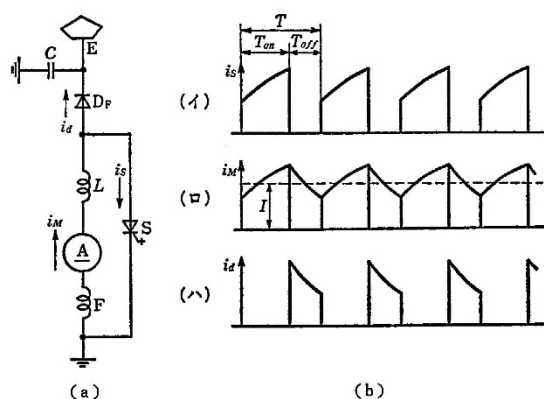 E
C
D_F
i_d
i_S
L
S
i_M
A
F
(a)
T
T_on T_off
(イ) i_S
(ロ) i_M
I
(ハ) i_d
(b)